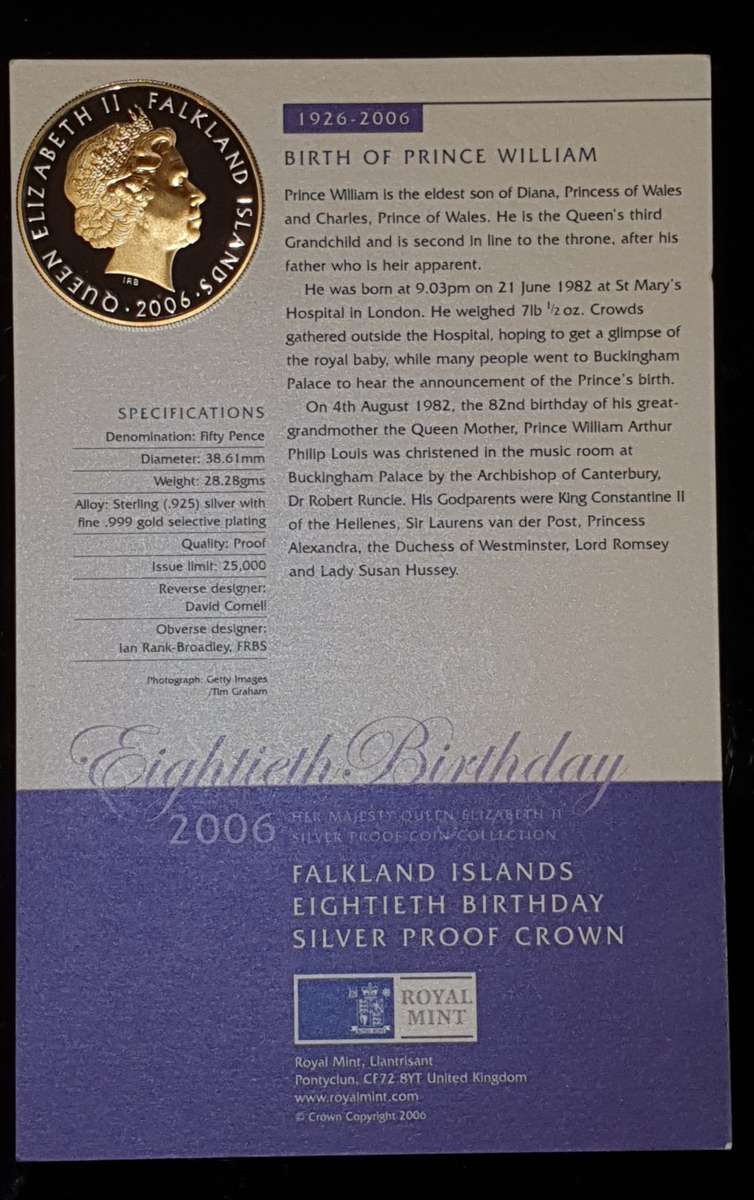 QUEEN ELIZABETH II · FALKLAND ISLANDS · 2006 ·
IRB
1926-2006
BIRTH OF PRINCE WILLIAM
Prince William is the eldest son of Diana, Princess of Wales
and Charles, Prince of Wales. He is the Queen's third
Grandchild and is second in line to the throne, after his
father who is heir apparent.
He was born at 9.03pm on 21 June 1982 at St Mary's
Hospital in London. He weighed 7lb 1/2 oz. Crowds
gathered outside the Hospital, hoping to get a glimpse of
the royal baby, while many people went to Buckingham
Palace to hear the announcement of the Prince's birth.
On 4th August 1982, the 82nd birthday of his great-
grandmother the Queen Mother, Prince William Arthur
Philip Louis was christened in the music room at
Buckingham Palace by the Archbishop of Canterbury,
Dr Robert Runcie. His Godparents were King Constantine II
of the Hellenes, Sir Laurens van der Post, Princess
Alexandra, the Duchess of Westminster, Lord Romsey
and Lady Susan Hussey.
SPECIFICATIONS
Denomination: Fifty Pence
Diameter: 38.61mm
Weight: 28.28gms
Alloy: Sterling (.925) silver with
fine .999 gold selective plating
Quality: Proof
Issue limit: 25,000
Reverse designer:
David Cornell
Obverse designer:
Ian Rank-Broadley, FRBS
Photograph: Getty Images
/Tim Graham
Eightieth Birthday
2006
HER MAJESTY QUEEN ELIZABETH II
SILVER PROOF COIN COLLECTION
FALKLAND ISLANDS
EIGHTIETH BIRTHDAY
SILVER PROOF CROWN
ROYAL
MINT
Royal Mint, Llantrisant
Pontyclun, CF72 8YT United Kingdom
www.royalmint.com
© Crown Copyright 2006